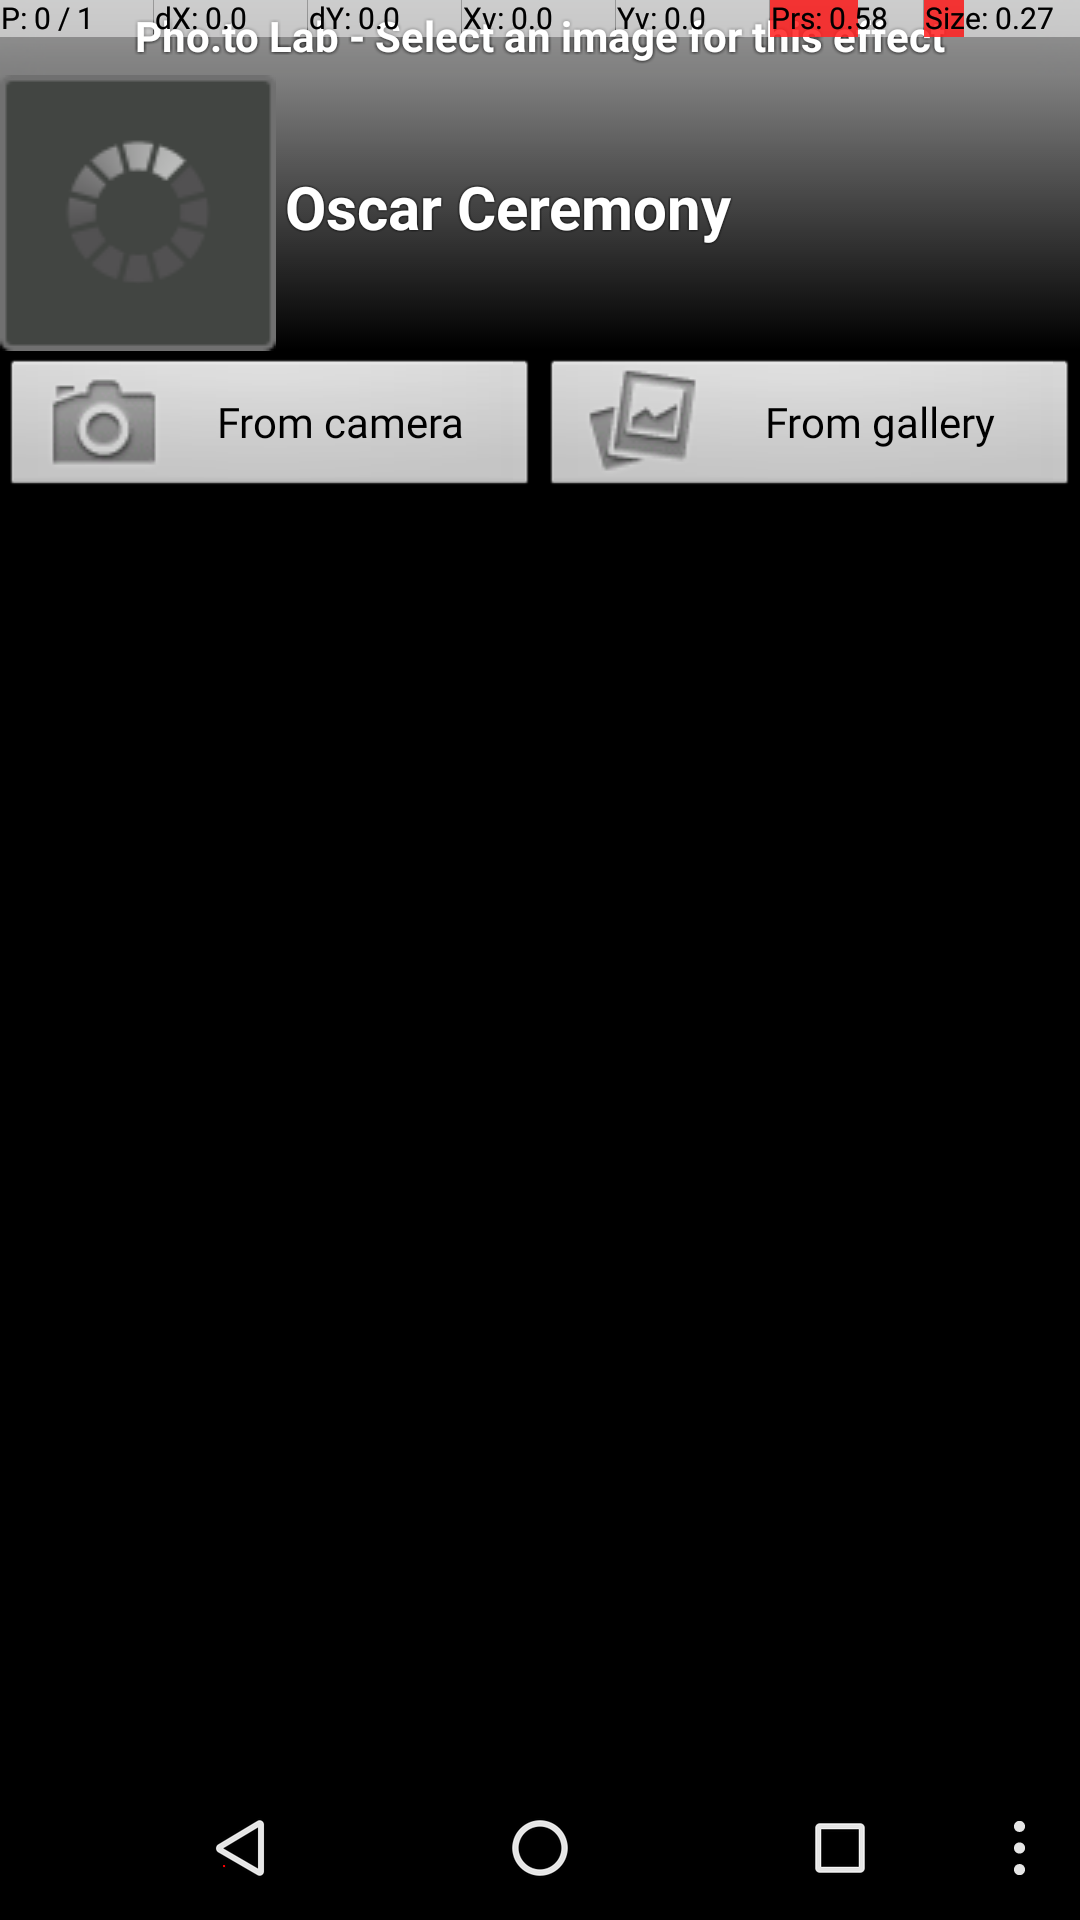 P: 0 / 1 dX: 0.0 dY: 0.0 Xv: 0.0 Yv: 0.0 Prs: 0.58 Size: 0.27
Pho.to Lab - Select an image for this effect
Oscar Ceremony
From camera From gallery